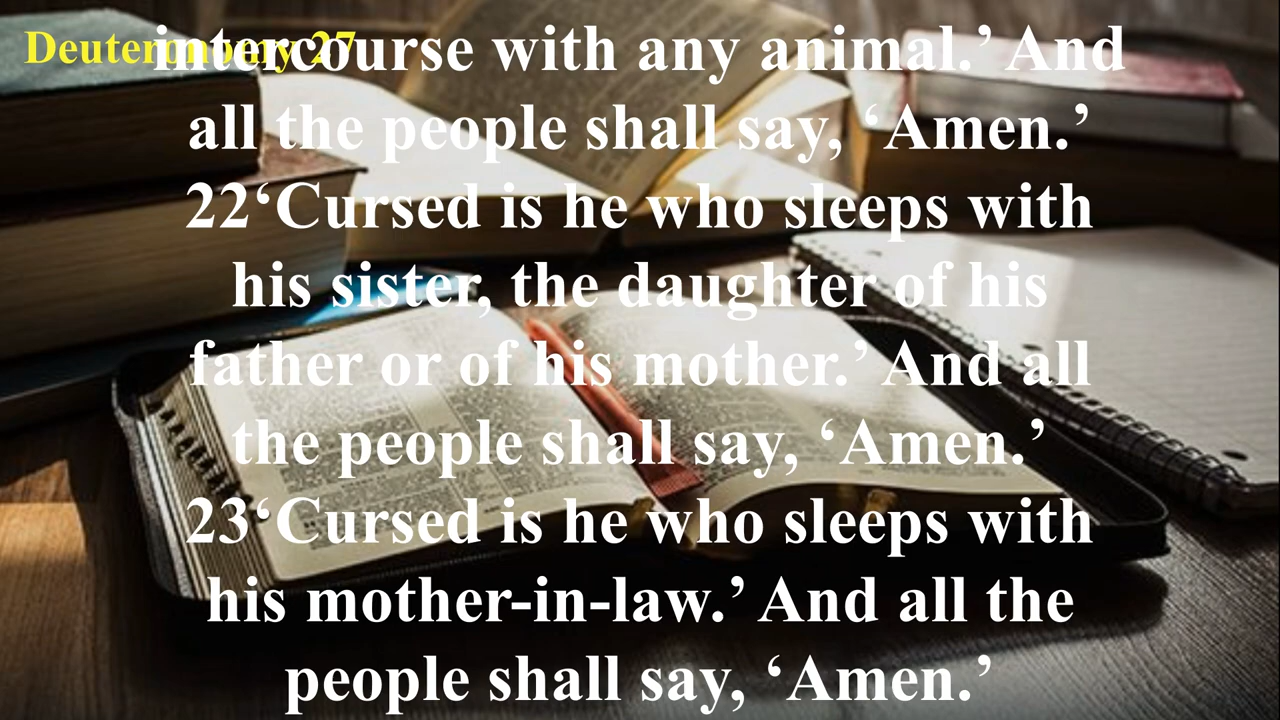 Deuteronomy 27
intercourse with any animal.’ And
all the people shall say, ‘Amen.’
22‘Cursed is he who sleeps with
his sister, the daughter of his
father or of his mother.’ And all
the people shall say, ‘Amen.’
23‘Cursed is he who sleeps with
his mother-in-law.’ And all the
people shall say, ‘Amen.’